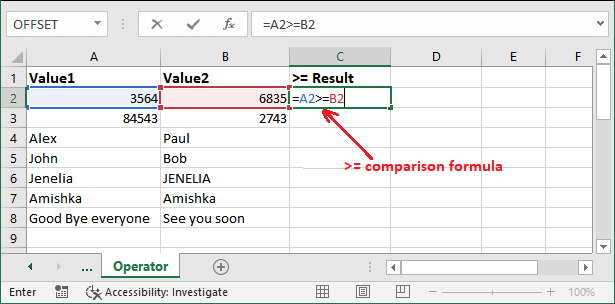 OFFSET =A2>=B2
A B C D E F
1 Value1 Value2 >= Result
2 3564 6835 =A2>=B2
3 84543 2743
4 Alex Paul
5 John Bob
>= comparison formula
6 Jenelia JENELIA
7 Amishka Amishka
8 Good Bye everyone See you soon
9
... Operator
Enter Accessibility: Investigate 100%